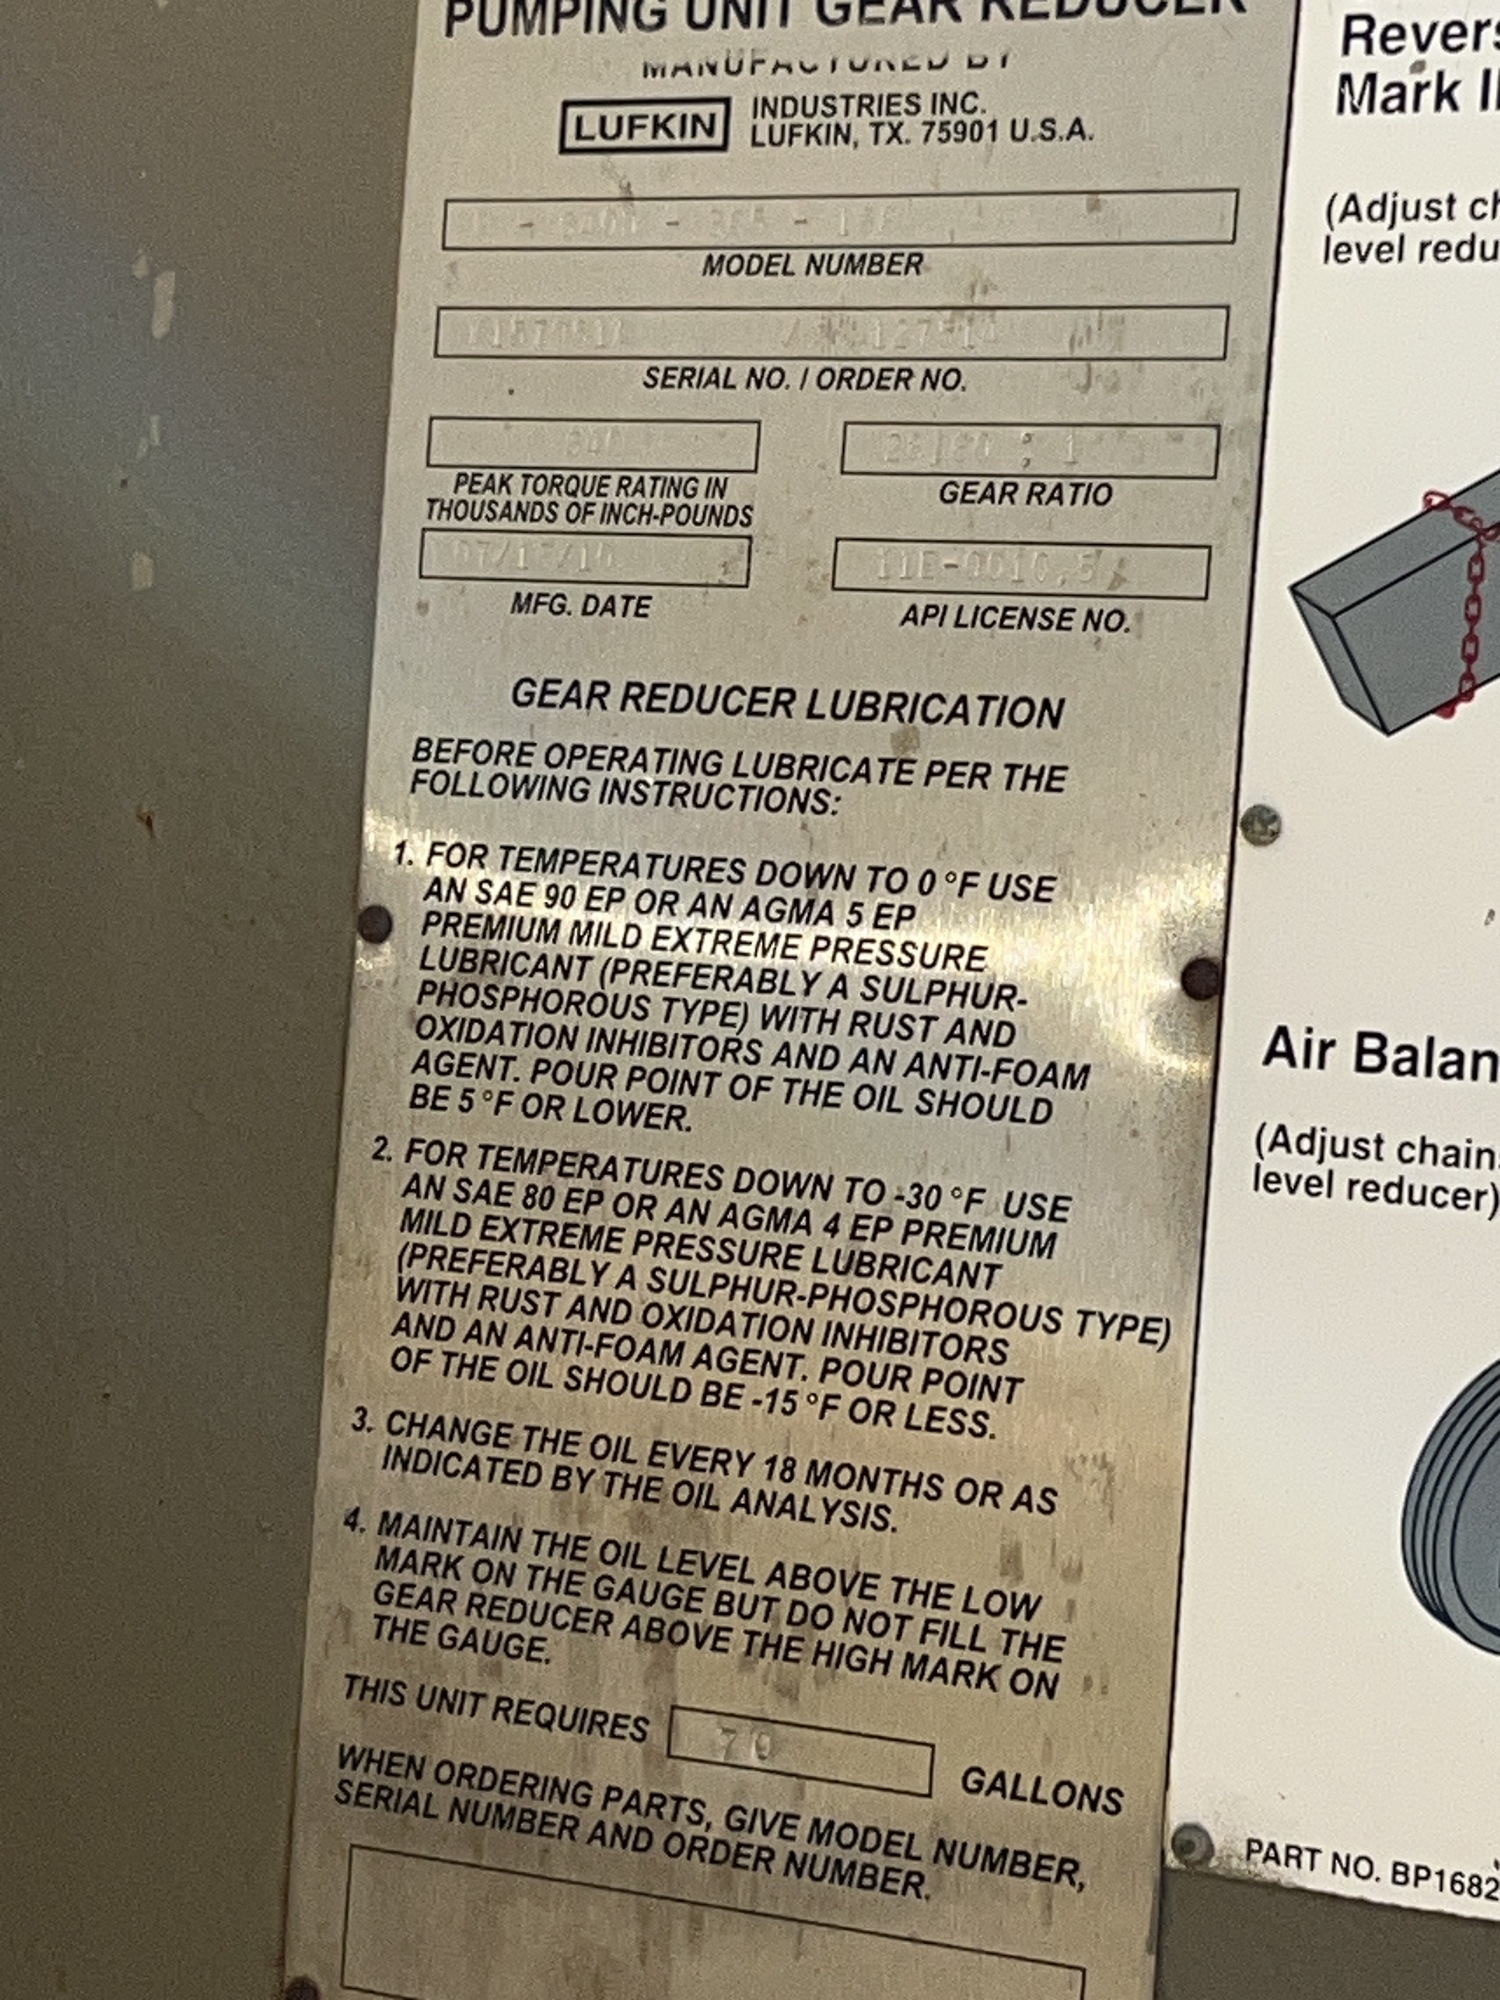 PUMPING UNIT GEAR REDUCER
MANUFACTURED BY
LUFKIN
INDUSTRIES INC.
LUFKIN, TX. 75901 U.S.A.
MODEL NUMBER
SERIAL NO. / ORDER NO.
: 1
PEAK TORQUE RATING IN
THOUSANDS OF INCH-POUNDS
GEAR RATIO
MFG. DATE
API LICENSE NO.
GEAR REDUCER LUBRICATION
BEFORE OPERATING LUBRICATE PER THE
FOLLOWING INSTRUCTIONS:
1. FOR TEMPERATURES DOWN TO 0 °F USE
AN SAE 90 EP OR AN AGMA 5 EP
PREMIUM MILD EXTREME PRESSURE
LUBRICANT (PREFERABLY A SULPHUR-
PHOSPHOROUS TYPE) WITH RUST AND
OXIDATION INHIBITORS AND AN ANTI-FOAM
AGENT. POUR POINT OF THE OIL SHOULD
BE 5 °F OR LOWER.
2. FOR TEMPERATURES DOWN TO -30 °F USE
AN SAE 80 EP OR AN AGMA 4 EP PREMIUM
MILD EXTREME PRESSURE LUBRICANT
(PREFERABLY A SULPHUR-PHOSPHOROUS TYPE)
WITH RUST AND OXIDATION INHIBITORS
AND AN ANTI-FOAM AGENT. POUR POINT
OF THE OIL SHOULD BE -15 °F OR LESS.
3. CHANGE THE OIL EVERY 18 MONTHS OR AS
INDICATED BY THE OIL ANALYSIS.
4. MAINTAIN THE OIL LEVEL ABOVE THE LOW
MARK ON THE GAUGE BUT DO NOT FILL THE
GEAR REDUCER ABOVE THE HIGH MARK ON
THE GAUGE.
THIS UNIT REQUIRES 70 GALLONS
WHEN ORDERING PARTS, GIVE MODEL NUMBER,
SERIAL NUMBER AND ORDER NUMBER.
Revers
Mark II
(Adjust ch
level redu
Air Balan
(Adjust chain
level reducer)
PART NO. BP1682